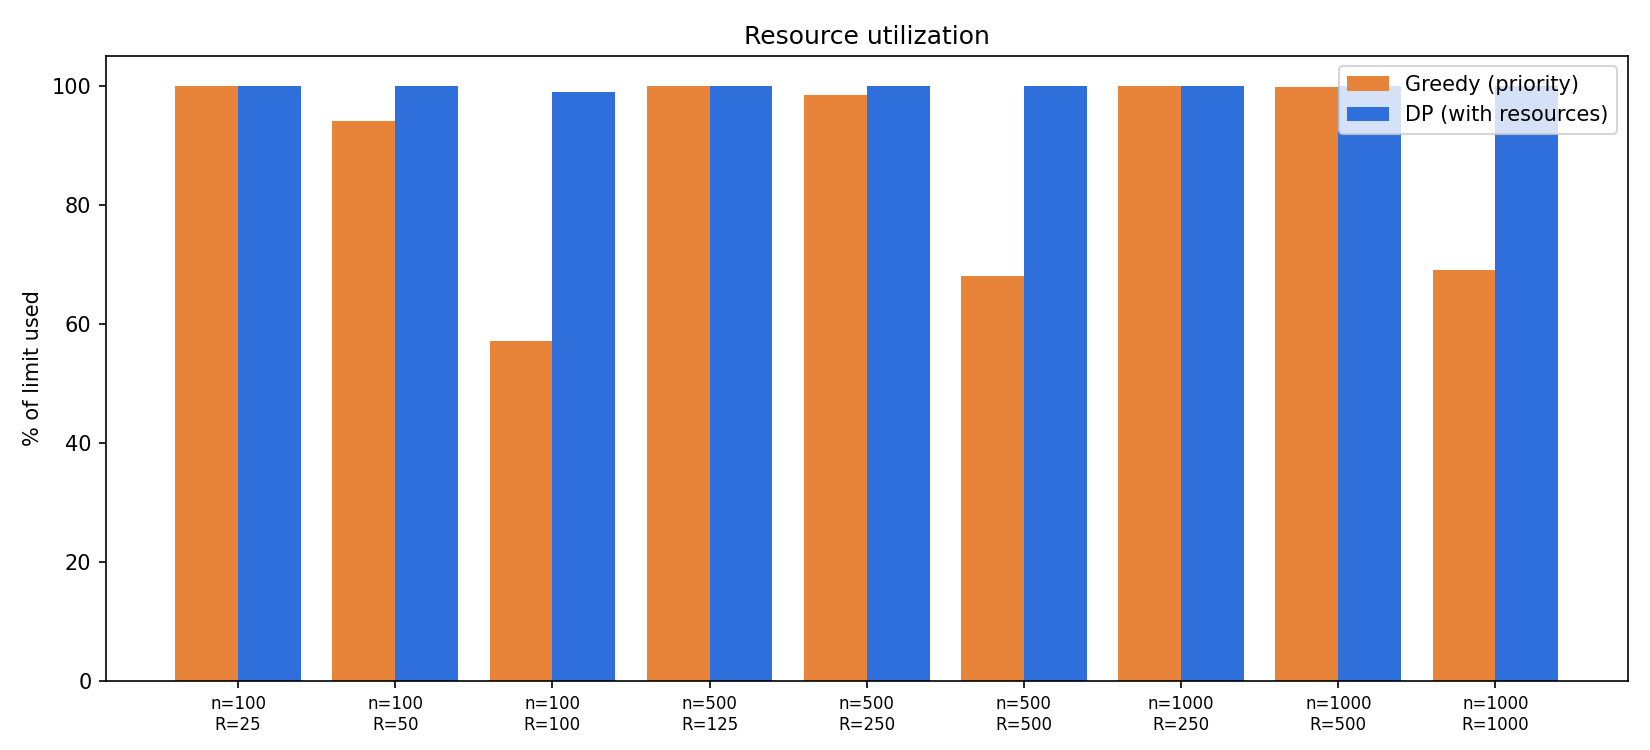 Resource utilization
Greedy (priority)
DP (with resources)
% of limit used
100
80
60
40
20
0
n=100
R=25
n=100
R=50
n=100
R=100
n=500
R=125
n=500
R=250
n=500
R=500
n=1000
R=250
n=1000
R=500
n=1000
R=1000